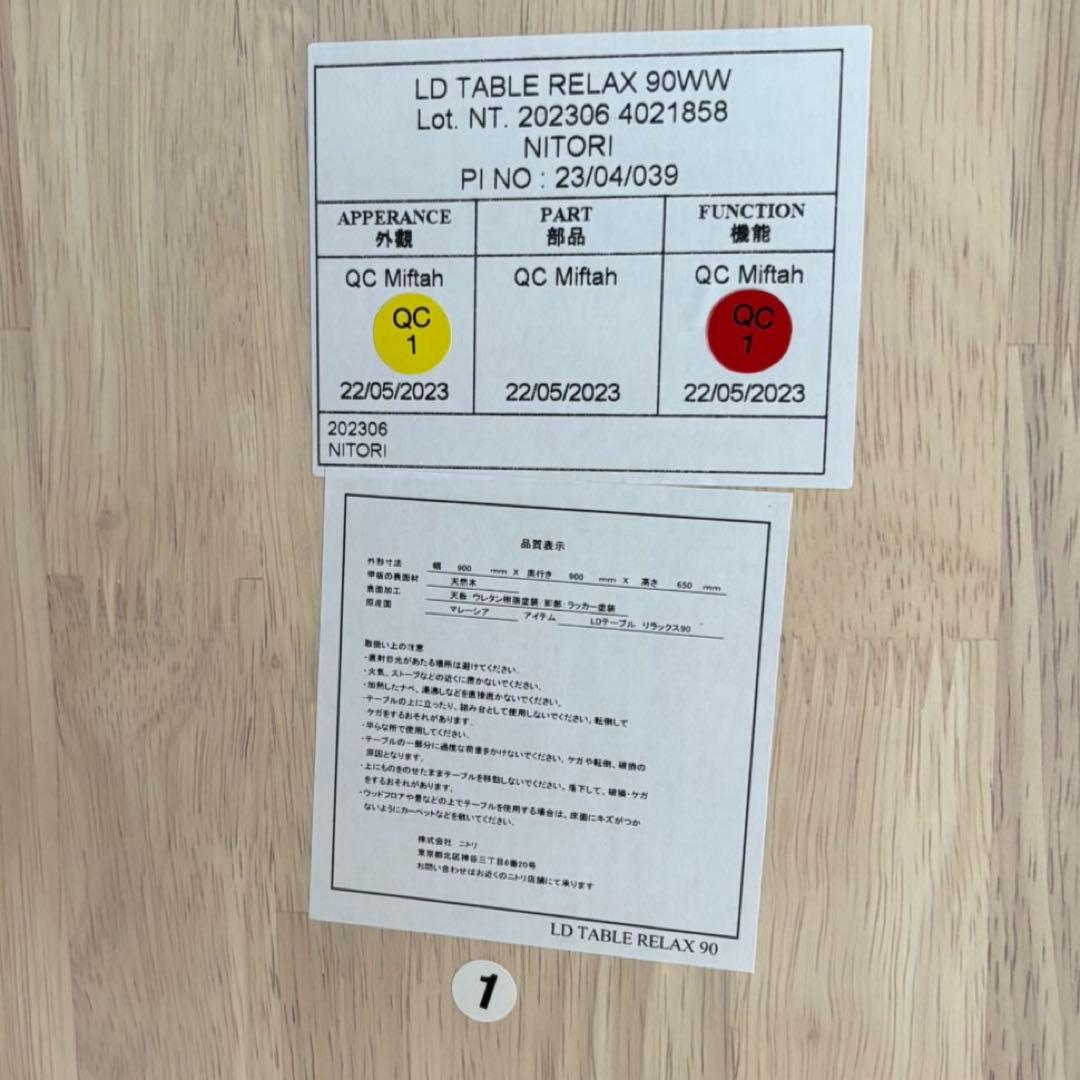 LD TABLE RELAX 90WW
Lot. NT. 202306 4021858
NITORI
PI NO : 23/04/039
APPERANCE PART FUNCTION
外観 部品 機能
QC Miftah QC Miftah QC Miftah
QC QC
1 1
22/05/2023 22/05/2023 22/05/2023
202306
NITORI
品質表示
外形寸法 幅 900 mm X 奥行き 900 mm X 高さ 650 mm
甲板の表面材 天然木
表面加工 天板:ウレタン樹脂塗装/脚部:ラッカー塗装
原産国 マレーシア アイテム LDテーブル リラックス90
取扱い上の注意
・直射日光があたる場所は避けてください。
・火気、ストーブなどの近くに置かないでください。
・加熱したナベ、湯沸しなどを直接置かないでください。
・テーブルの上に立ったり、踏み台として使用しないでください。転倒して
ケガをするおそれがあります。
・平らな所で使用してください。
・テーブルの一部分に過度な荷重をかけないでください。ケガや転倒、破損の
原因となります。
・上にものをのせたままテーブルを移動しないでください。落下して、破損・ケガ
をするおそれがあります。
・ウッドフロアや畳などの上でテーブルを使用する場合は、床面にキズがつか
ないようにカーペットなどを敷いてください。
株式会社 ニトリ
東京都北区神谷三丁目6番20号
お問い合わせはお近くのニトリ店舗にて承ります
LD TABLE RELAX 90
1